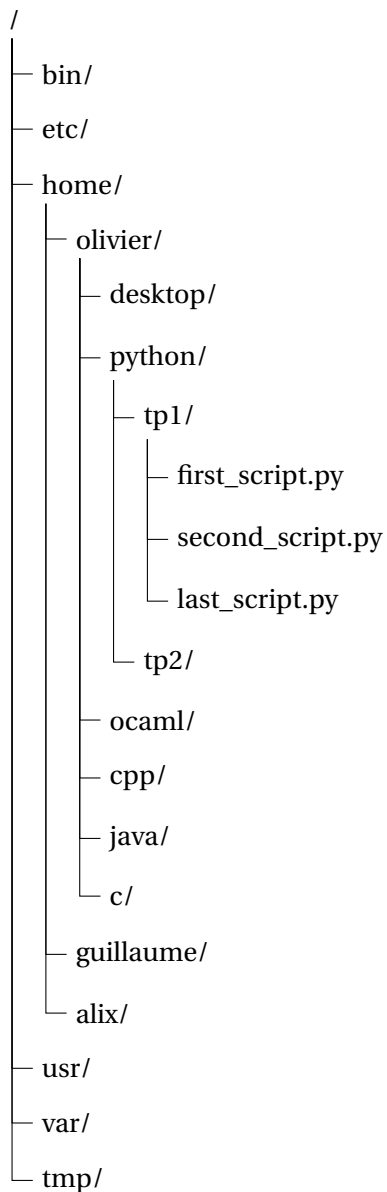 /
bin/
etc/
home/
olivier/
desktop/
python/
tp1/
first_script.py
second_script.py
last_script.py
tp2/
ocaml/
cpp/
java/
c/
guillaume/
alix/
usr/
var/
tmp/